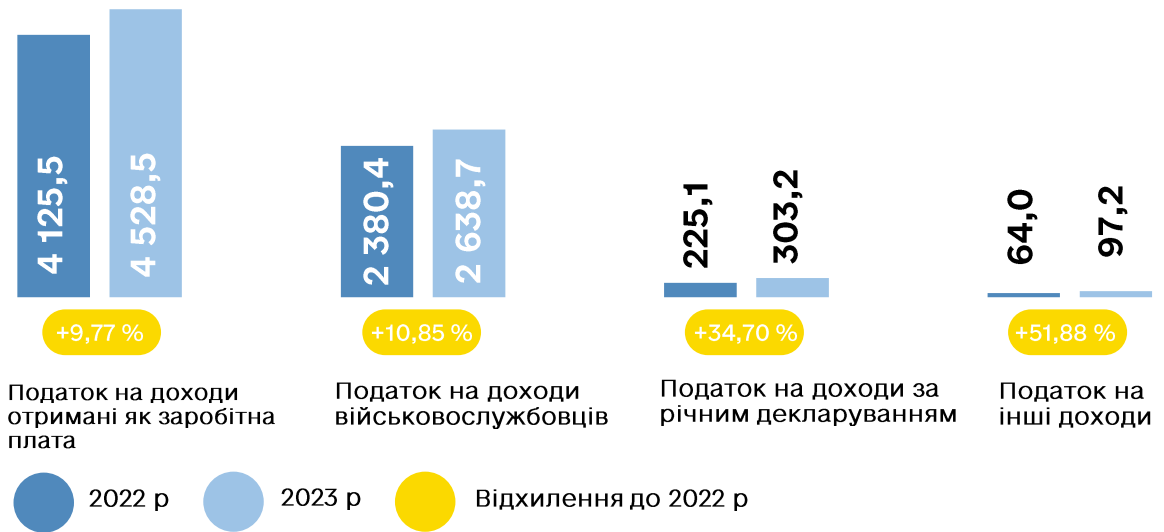 4 125,5
4 528,5
2 380,4
2 638,7
225,1
303,2
64,0
97,2
+9,77 %
+10,85 %
+34,70 %
+51,88 %
Податок на доходи
отримані як заробітна
плата
Податок на доходи
військовослужбовців
Податок на доходи за
річним декларуванням
Податок на
інші доходи
2022 р
2023 р
Відхилення до 2022 р